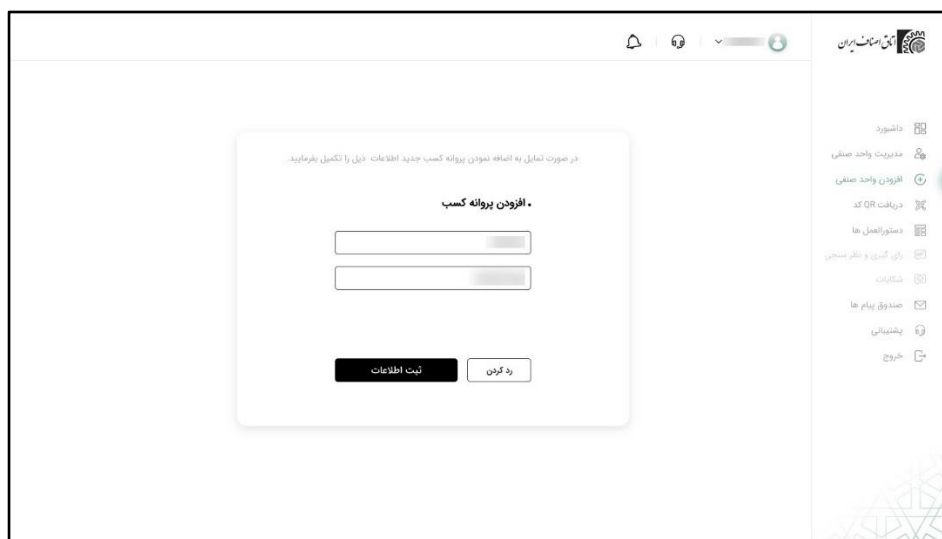 اتاق اصناف ایران
داشبورد
مدیریت واحد صنفی
افزودن واحد صنفی
دریافت QR کد
دستورالعمل ها
رای گیری و نظر سنجی
شکایات
صندوق پیام ها
پشتیبانی
خروج
در صورت تمایل به اضافه نمودن پروانه کسب جدید اطلاعات ذیل را تکمیل بفرمایید.
• افزودن پروانه کسب
رد کردن
ثبت اطلاعات